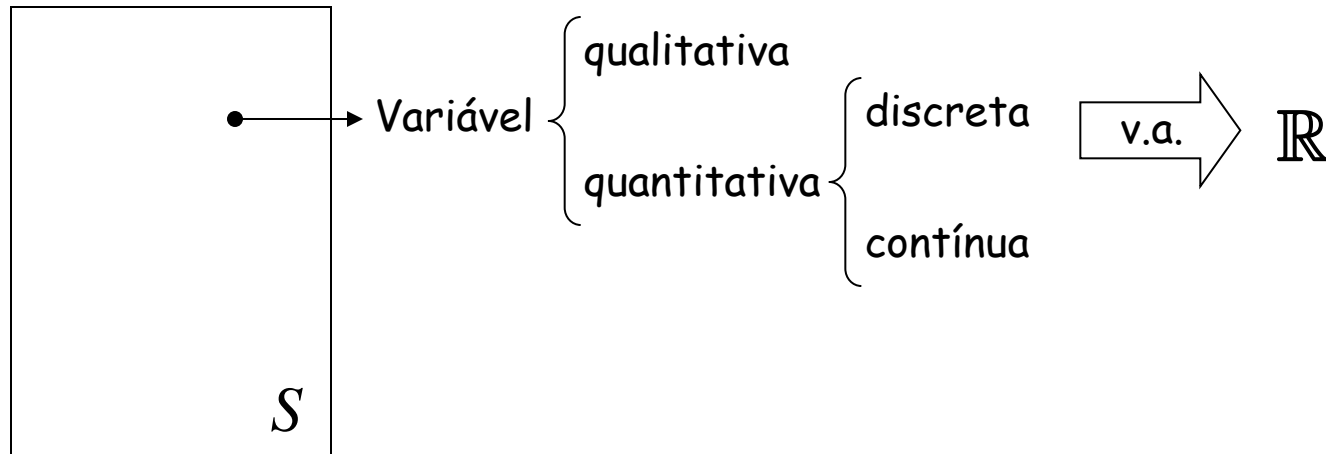 qualitativa
Variável
discreta
v.a.
ℝ
quantitativa
contínua
S